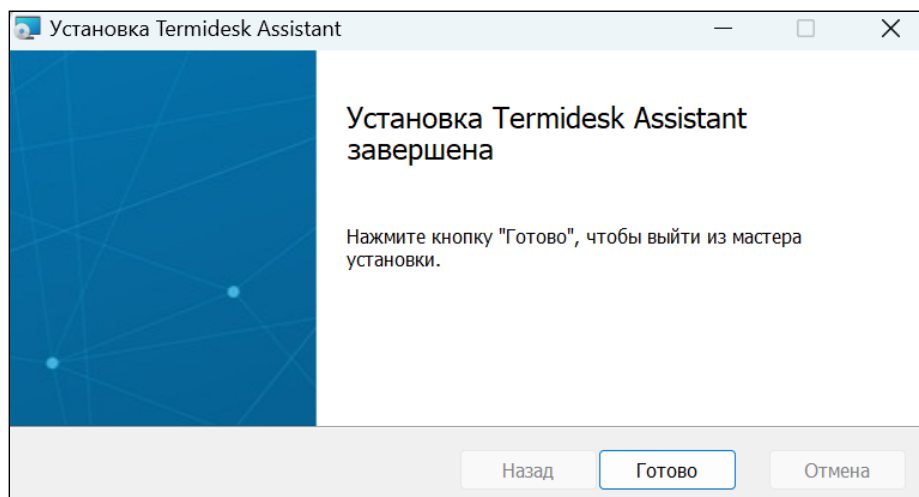 Установка Termidesk Assistant
Установка Termidesk Assistant
завершена
Нажмите кнопку "Готово", чтобы выйти из мастера
установки.
Назад
Готово
Отмена